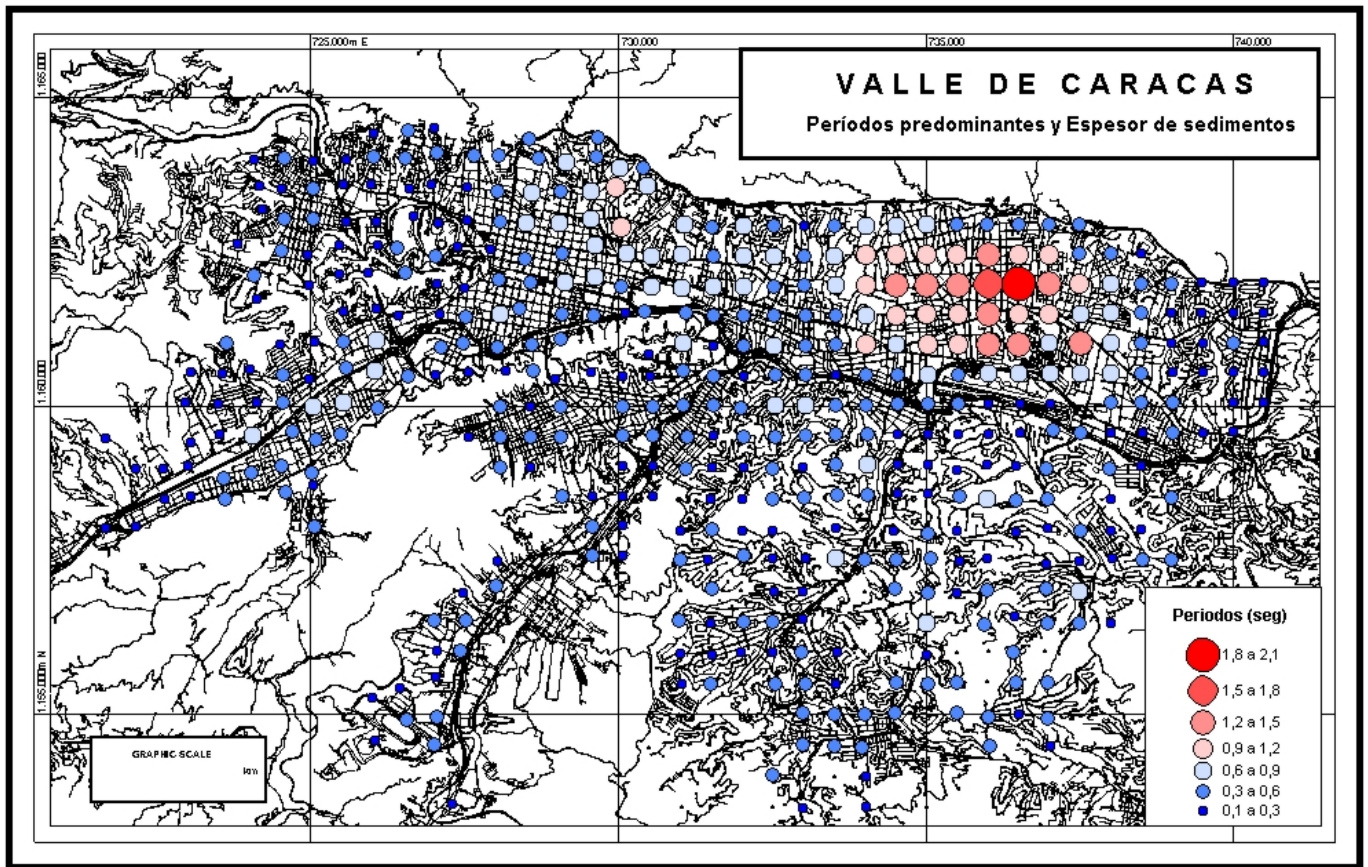 725.000m E
730.000
735.000
740.000
1.165.000
VALLE DE CARACAS
Períodos predominantes y Espesor de sedimentos
1.160.000
1.155.000m N
Periodos (seg)
1,8 a 2,1
1,5 a 1,8
1,2 a 1,5
0,9 a 1,2
0,6 a 0,9
0,3 a 0,6
0,1 a 0,3
GRAPHIC SCALE
km